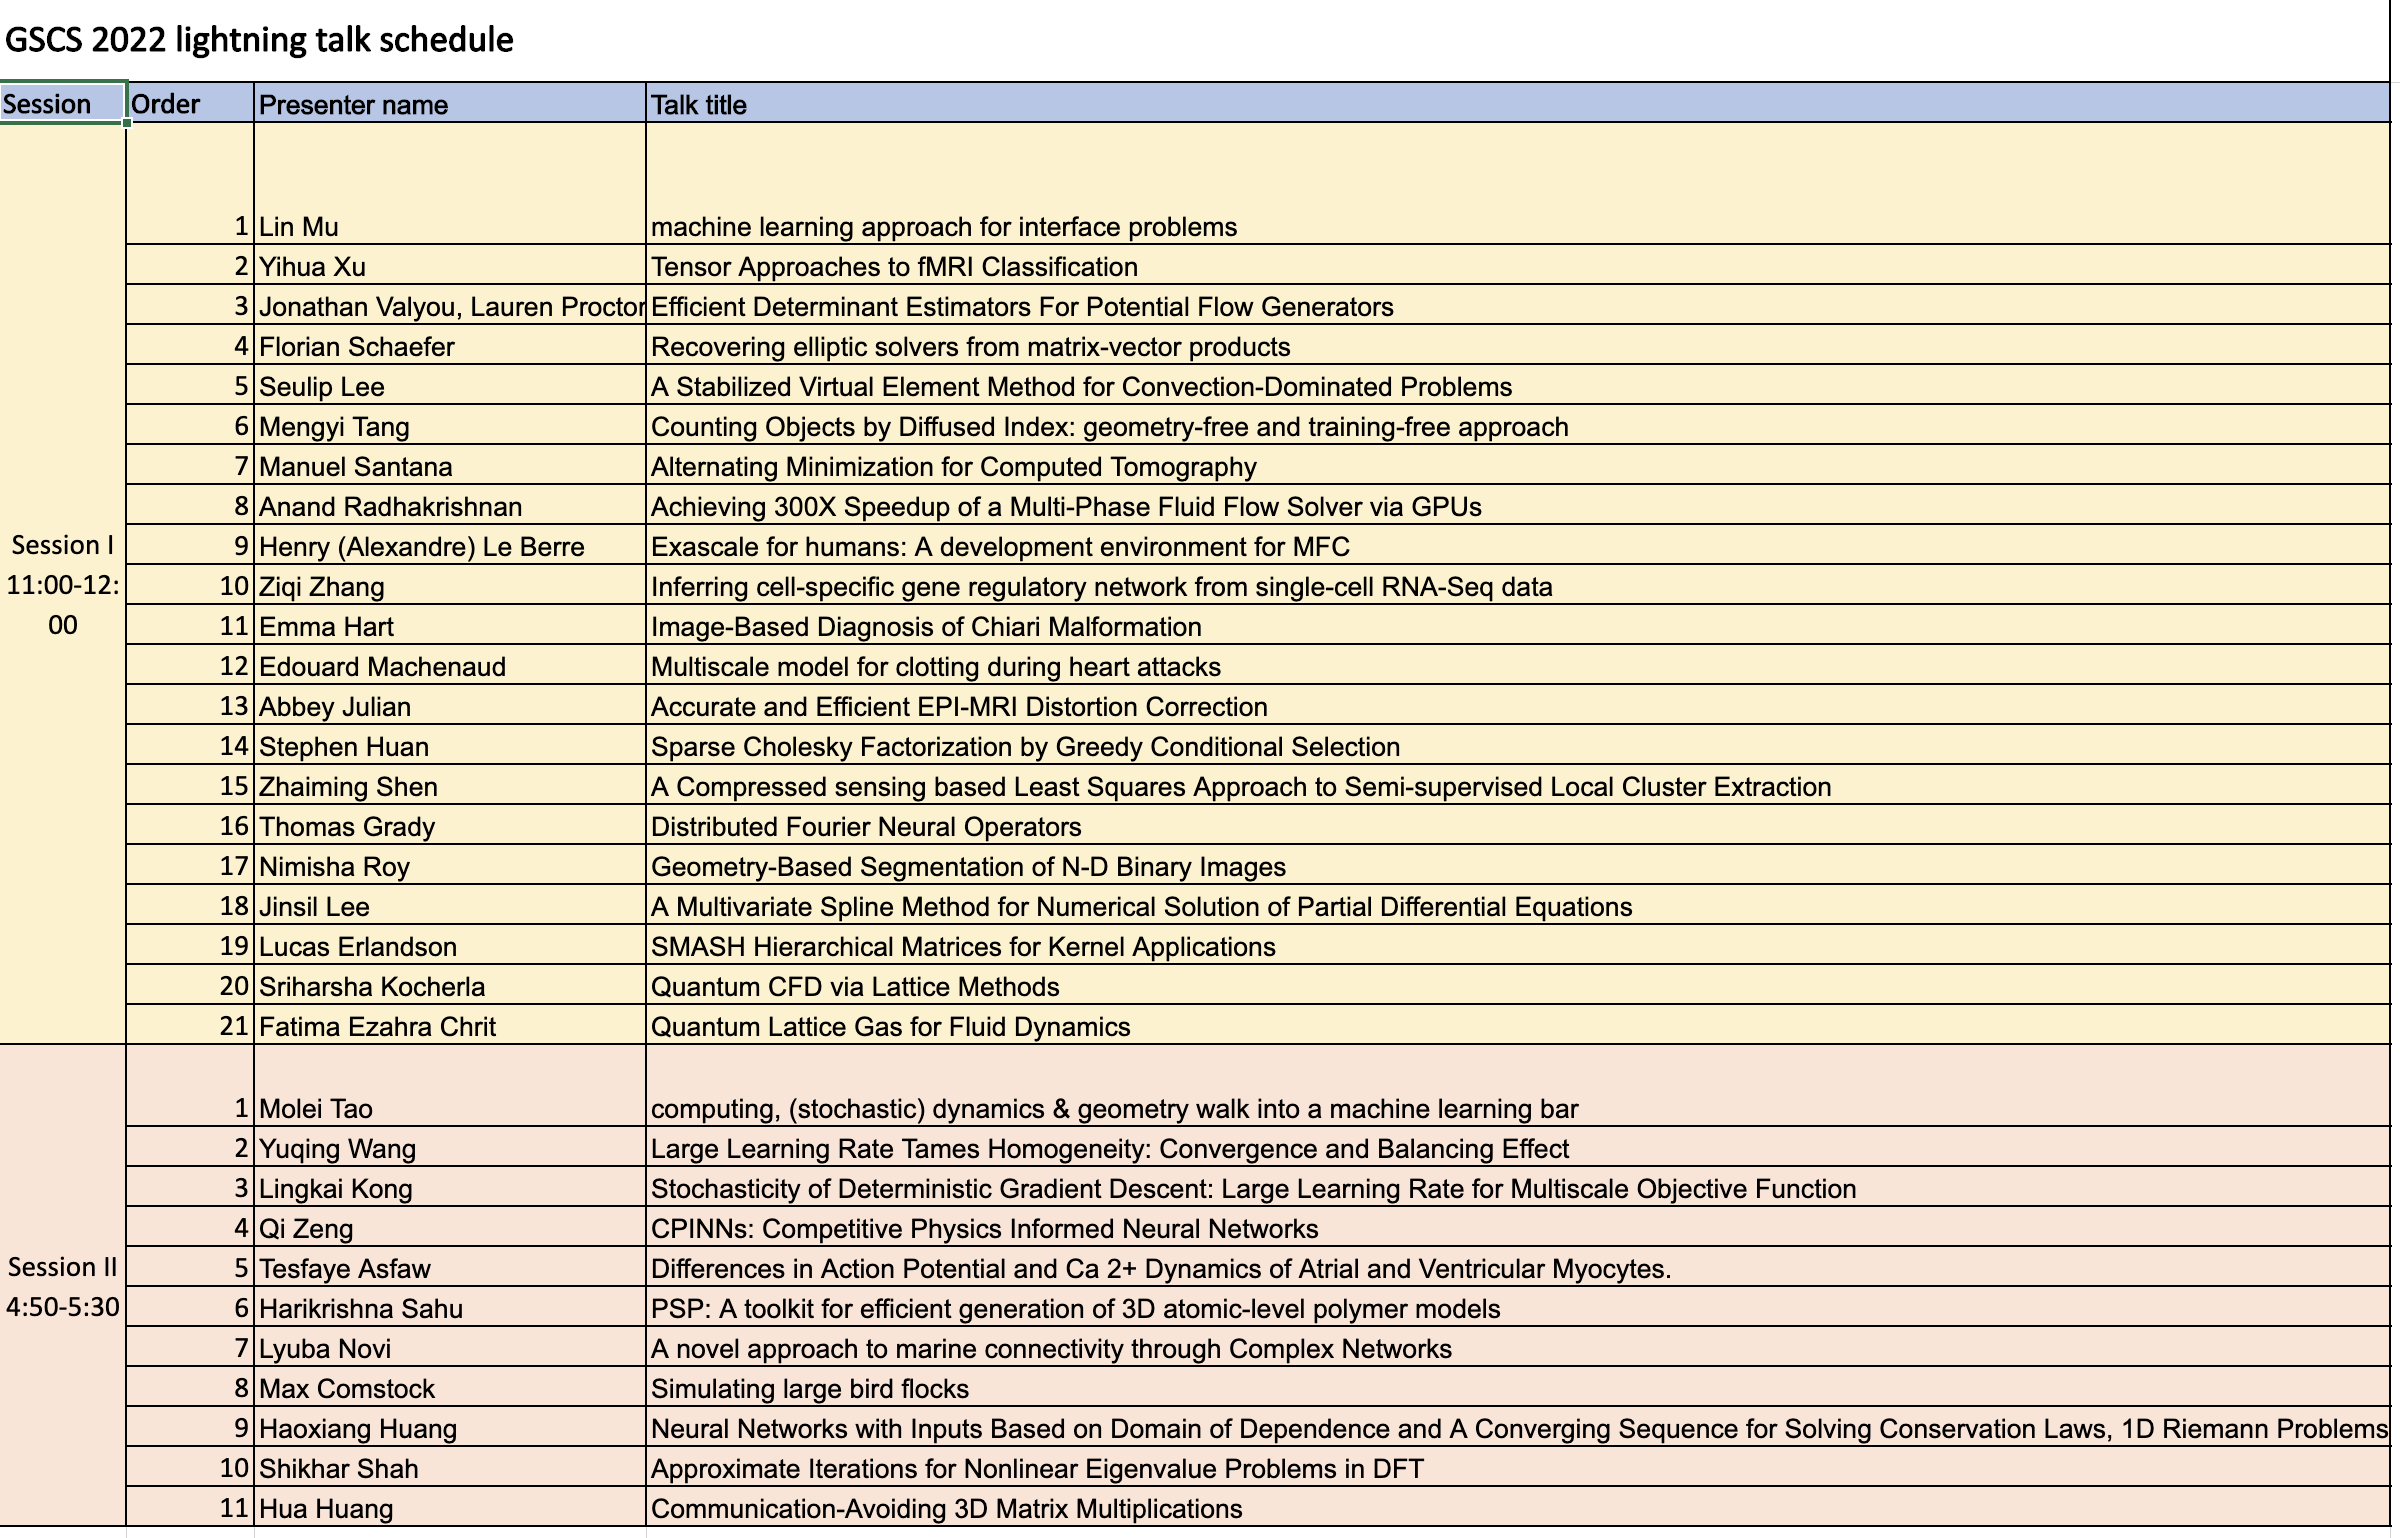 GSCS 2022 lightning talk schedule
Session Order Presenter name Talk title
Session I
11:00-12:
00
1 Lin Mu machine learning approach for interface problems
2 Yihua Xu Tensor Approaches to fMRI Classification
3 Jonathan Valyou, Lauren Proctor Efficient Determinant Estimators For Potential Flow Generators
4 Florian Schaefer Recovering elliptic solvers from matrix-vector products
5 Seulip Lee A Stabilized Virtual Element Method for Convection-Dominated Problems
6 Mengyi Tang Counting Objects by Diffused Index: geometry-free and training-free approach
7 Manuel Santana Alternating Minimization for Computed Tomography
8 Anand Radhakrishnan Achieving 300X Speedup of a Multi-Phase Fluid Flow Solver via GPUs
9 Henry (Alexandre) Le Berre Exascale for humans: A development environment for MFC
10 Ziqi Zhang Inferring cell-specific gene regulatory network from single-cell RNA-Seq data
11 Emma Hart Image-Based Diagnosis of Chiari Malformation
12 Edouard Machenaud Multiscale model for clotting during heart attacks
13 Abbey Julian Accurate and Efficient EPI-MRI Distortion Correction
14 Stephen Huan Sparse Cholesky Factorization by Greedy Conditional Selection
15 Zhaiming Shen A Compressed sensing based Least Squares Approach to Semi-supervised Local Cluster Extraction
16 Thomas Grady Distributed Fourier Neural Operators
17 Nimisha Roy Geometry-Based Segmentation of N-D Binary Images
18 Jinsil Lee A Multivariate Spline Method for Numerical Solution of Partial Differential Equations
19 Lucas Erlandson SMASH Hierarchical Matrices for Kernel Applications
20 Sriharsha Kocherla Quantum CFD via Lattice Methods
21 Fatima Ezahra Chrit Quantum Lattice Gas for Fluid Dynamics
Session II
4:50-5:30
1 Molei Tao computing, (stochastic) dynamics & geometry walk into a machine learning bar
2 Yuqing Wang Large Learning Rate Tames Homogeneity: Convergence and Balancing Effect
3 Lingkai Kong Stochasticity of Deterministic Gradient Descent: Large Learning Rate for Multiscale Objective Function
4 Qi Zeng CPINNs: Competitive Physics Informed Neural Networks
5 Tesfaye Asfaw Differences in Action Potential and Ca 2+ Dynamics of Atrial and Ventricular Myocytes.
6 Harikrishna Sahu PSP: A toolkit for efficient generation of 3D atomic-level polymer models
7 Lyuba Novi A novel approach to marine connectivity through Complex Networks
8 Max Comstock Simulating large bird flocks
9 Haoxiang Huang Neural Networks with Inputs Based on Domain of Dependence and A Converging Sequence for Solving Conservation Laws, 1D Riemann Problems
10 Shikhar Shah Approximate Iterations for Nonlinear Eigenvalue Problems in DFT
11 Hua Huang Communication-Avoiding 3D Matrix Multiplications